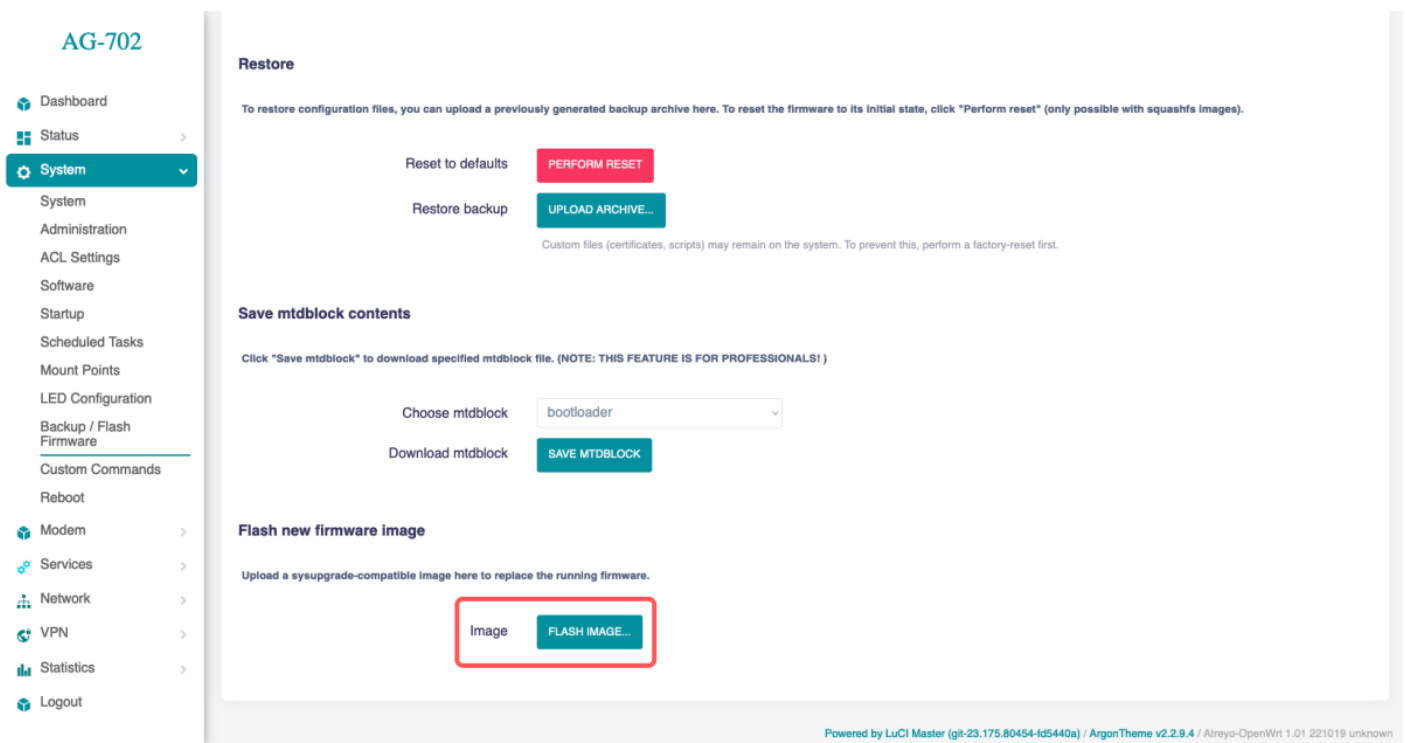 AG-702
Dashboard
Status
System
System
Administration
ACL Settings
Software
Startup
Scheduled Tasks
Mount Points
LED Configuration
Backup / Flash
Firmware
Custom Commands
Reboot
Modem
Services
Network
VPN
Statistics
Logout
Restore
To restore configuration files, you can upload a previously generated backup archive here. To reset the firmware to its initial state, click "Perform reset" (only possible with squashfs images).
Reset to defaults
PERFORM RESET
Restore backup
UPLOAD ARCHIVE...
Custom files (certificates, scripts) may remain on the system. To prevent this, perform a factory-reset first.
Save mtdblock contents
Click "Save mtdblock" to download specified mtdblock file. (NOTE: THIS FEATURE IS FOR PROFESSIONALS! )
Choose mtdblock
bootloader
Download mtdblock
SAVE MTDBLOCK
Flash new firmware image
Upload a sysupgrade-compatible image here to replace the running firmware.
Image
FLASH IMAGE...
Powered by LuCI Master (git-23.175.80454-fd5440a) / ArgonTheme v2.2.9.4 / Atreyo-OpenWrt 1.01 221019 unknown